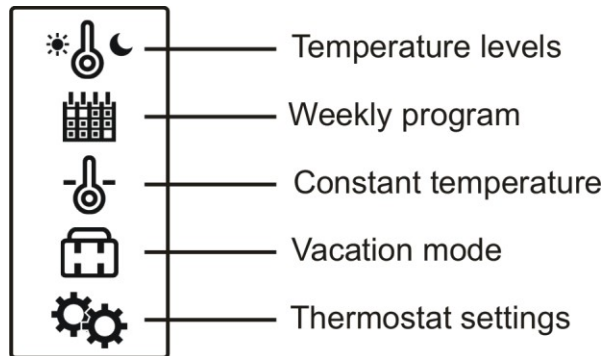 Temperature levels
Weekly program
Constant temperature
Vacation mode
Thermostat settings